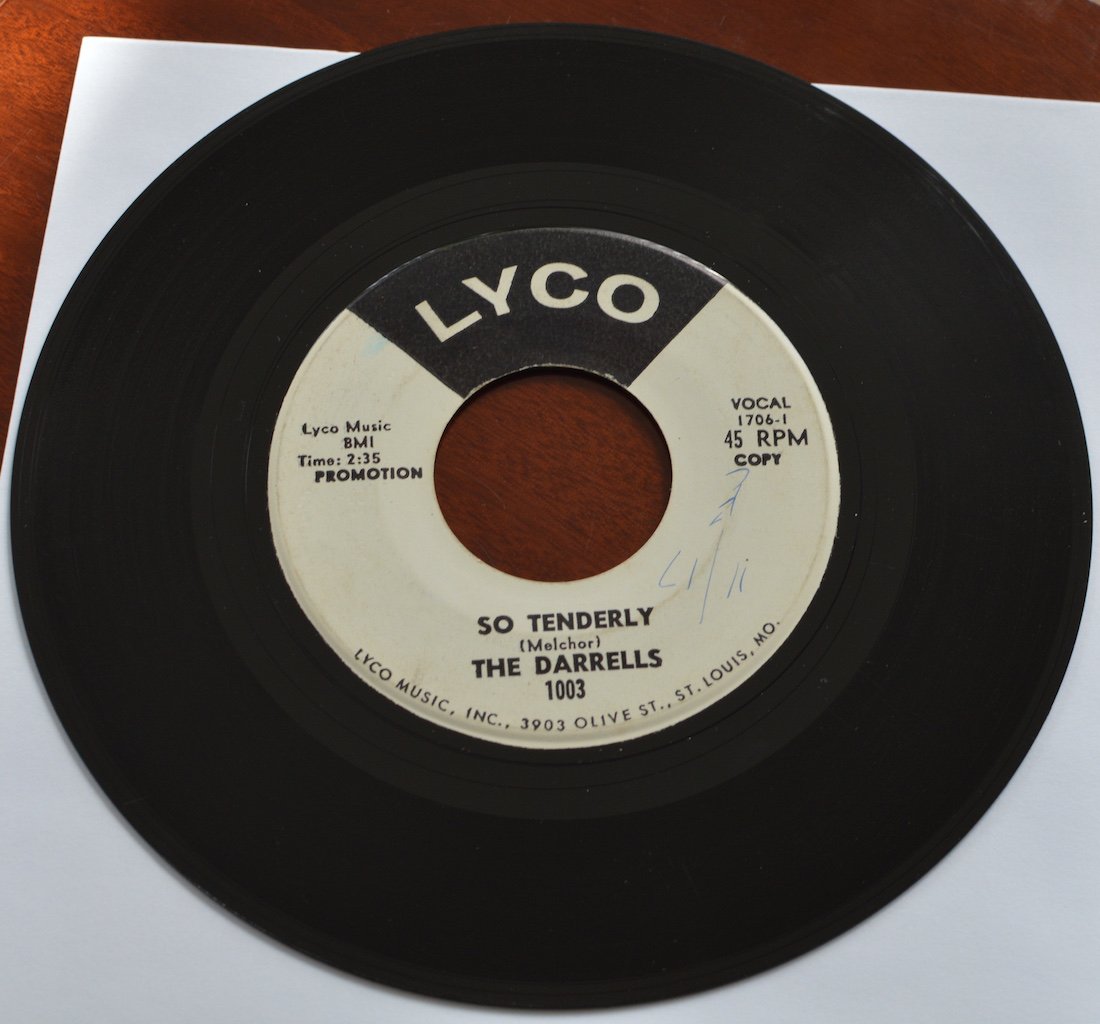 LYCO
Lyco Music
BMI
Time: 2:35
PROMOTION
VOCAL
1706-1
45 RPM
COPY
SO TENDERLY
(Melchor)
THE DARRELLS
1003
LYCO MUSIC, INC., 3903 OLIVE ST., ST. LOUIS, MO.